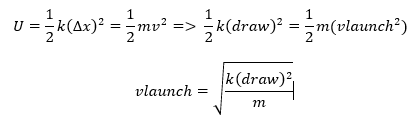 U = 1/2 k(Δx)² = 1/2 mv² => 1/2 k(draw)² = 1/2 m(vlaunch²)
vlaunch = √(k(draw)²/m)